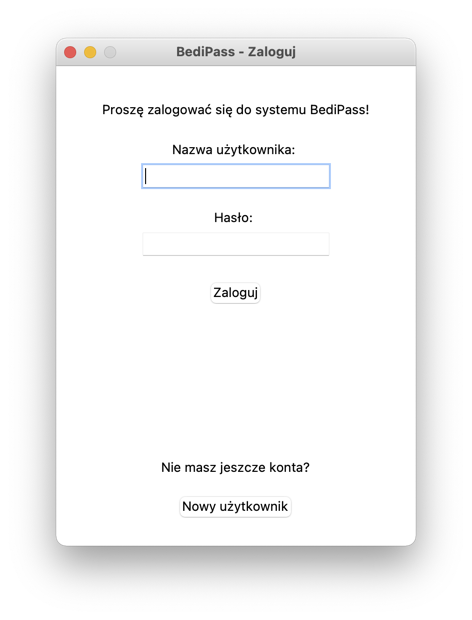 BediPass - Zaloguj
Proszę zalogować się do systemu BediPass!
Nazwa użytkownika:
Hasło:
Zaloguj
Nie masz jeszcze konta?
Nowy użytkownik